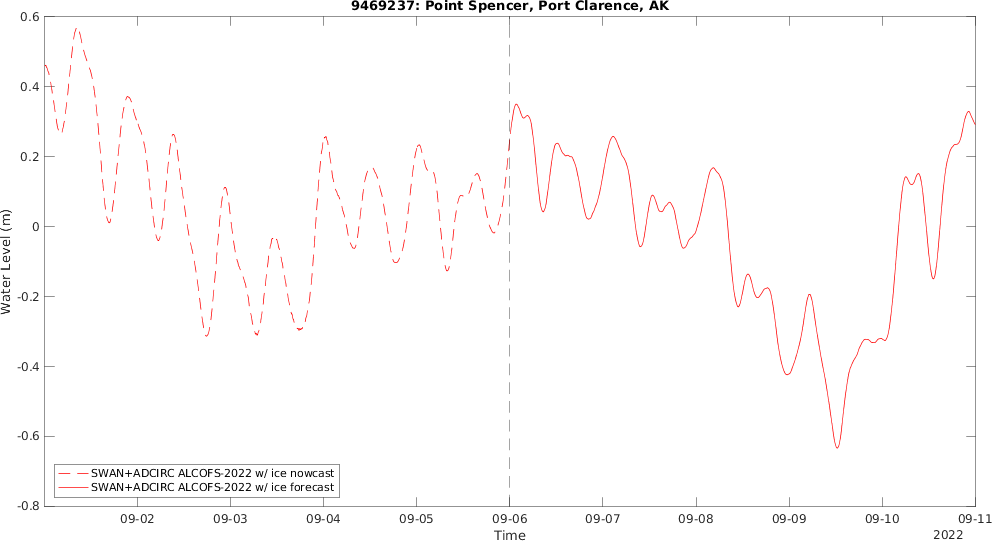 9469237: Point Spencer, Port Clarence, AK
0.6
0.4
0.2
0
-0.2
-0.4
-0.6
-0.8
Water Level (m)
SWAN+ADCIRC ALCOFS-2022 w/ ice nowcast
SWAN+ADCIRC ALCOFS-2022 w/ ice forecast
09-02 09-03 09-04 09-05 09-06 09-07 09-08 09-09 09-10 09-11
Time
2022